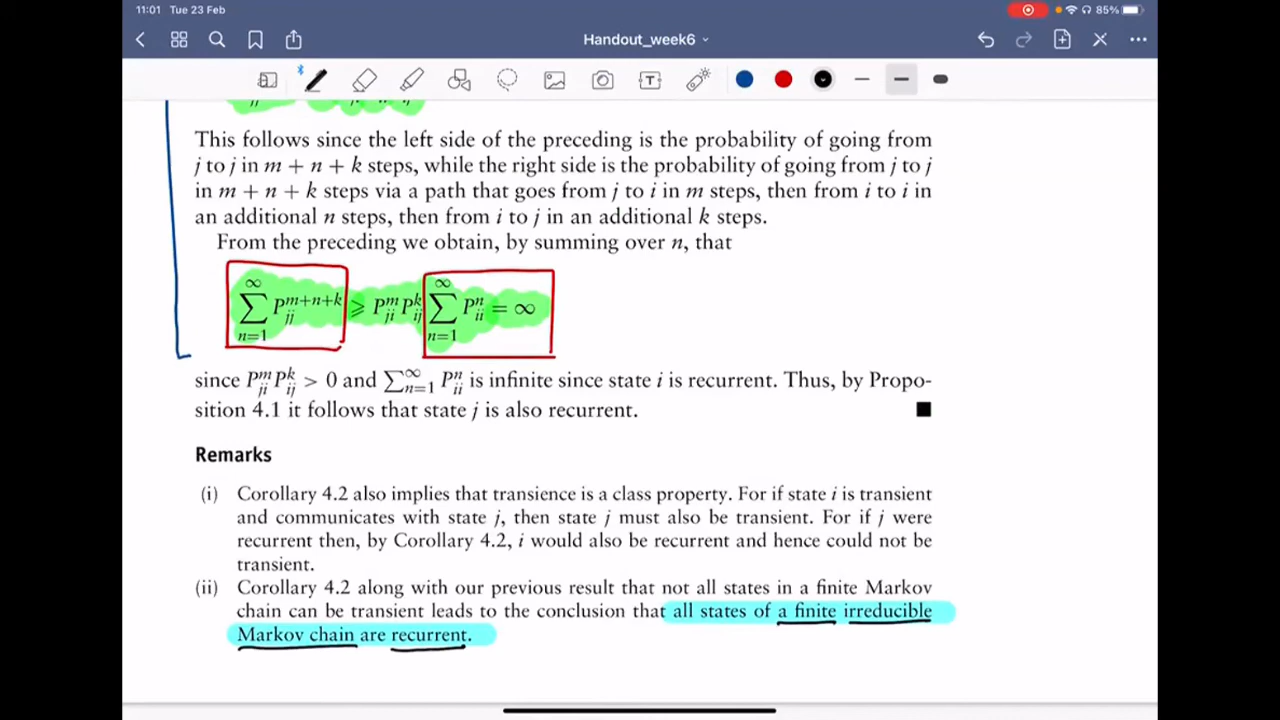 11:01 Tue 23 Feb
85%
Handout_week6
This follows since the left side of the preceding is the probability of going from
j to j in m + n + k steps, while the right side is the probability of going from j to j
in m + n + k steps via a path that goes from j to i in m steps, then from i to i in
an additional n steps, then from i to j in an additional k steps.
From the preceding we obtain, by summing over n, that
∑_{n=1}^{∞} P_{jj}^{m+n+k} ⩾ P_{ji}^{m} P_{ij}^{k} ∑_{n=1}^{∞} P_{ii}^{n} = ∞
since P_{ji}^{m} P_{ij}^{k} > 0 and ∑_{n=1}^{∞} P_{ii}^{n} is infinite since state i is recurrent. Thus, by Propo-
sition 4.1 it follows that state j is also recurrent. ■
Remarks
(i) Corollary 4.2 also implies that transience is a class property. For if state i is transient
and communicates with state j, then state j must also be transient. For if j were
recurrent then, by Corollary 4.2, i would also be recurrent and hence could not be
transient.
(ii) Corollary 4.2 along with our previous result that not all states in a finite Markov
chain can be transient leads to the conclusion that all states of a finite irreducible
Markov chain are recurrent.